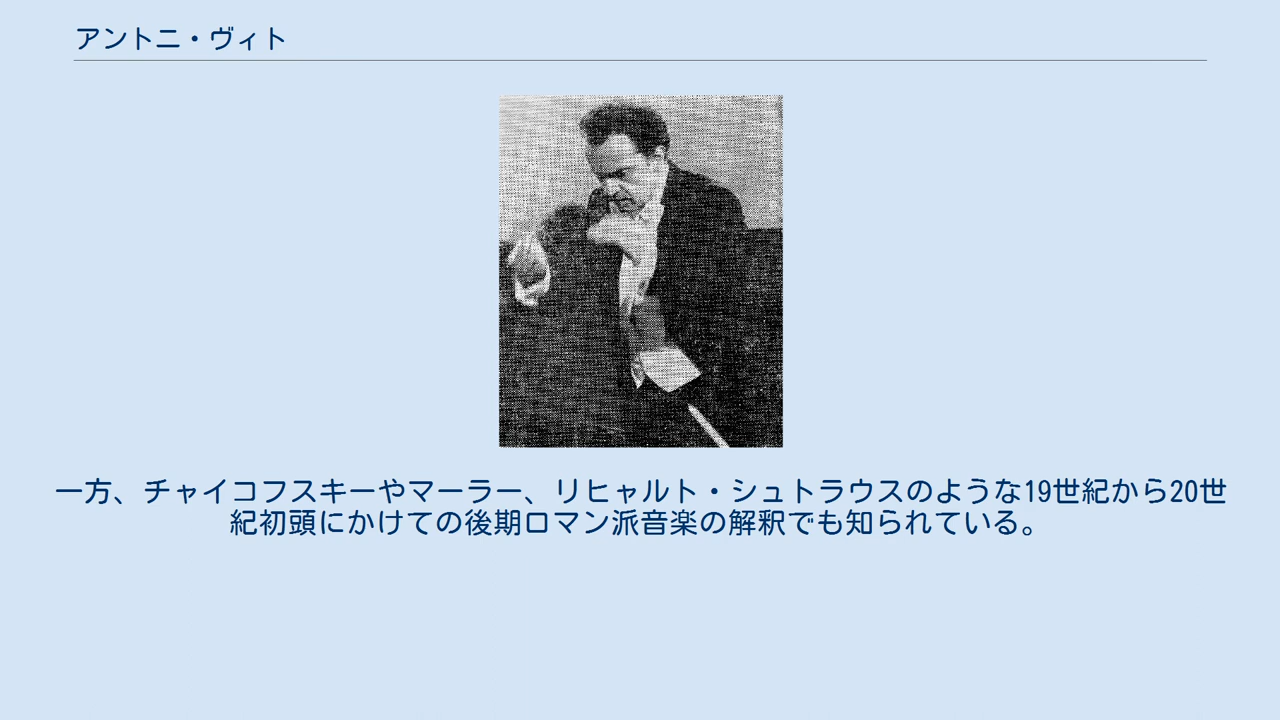 アントニ・ヴィト
一方、チャイコフスキーやマーラー、リヒャルト・シュトラウスのような19世紀から20世
紀初頭にかけての後期ロマン派音楽の解釈でも知られている。